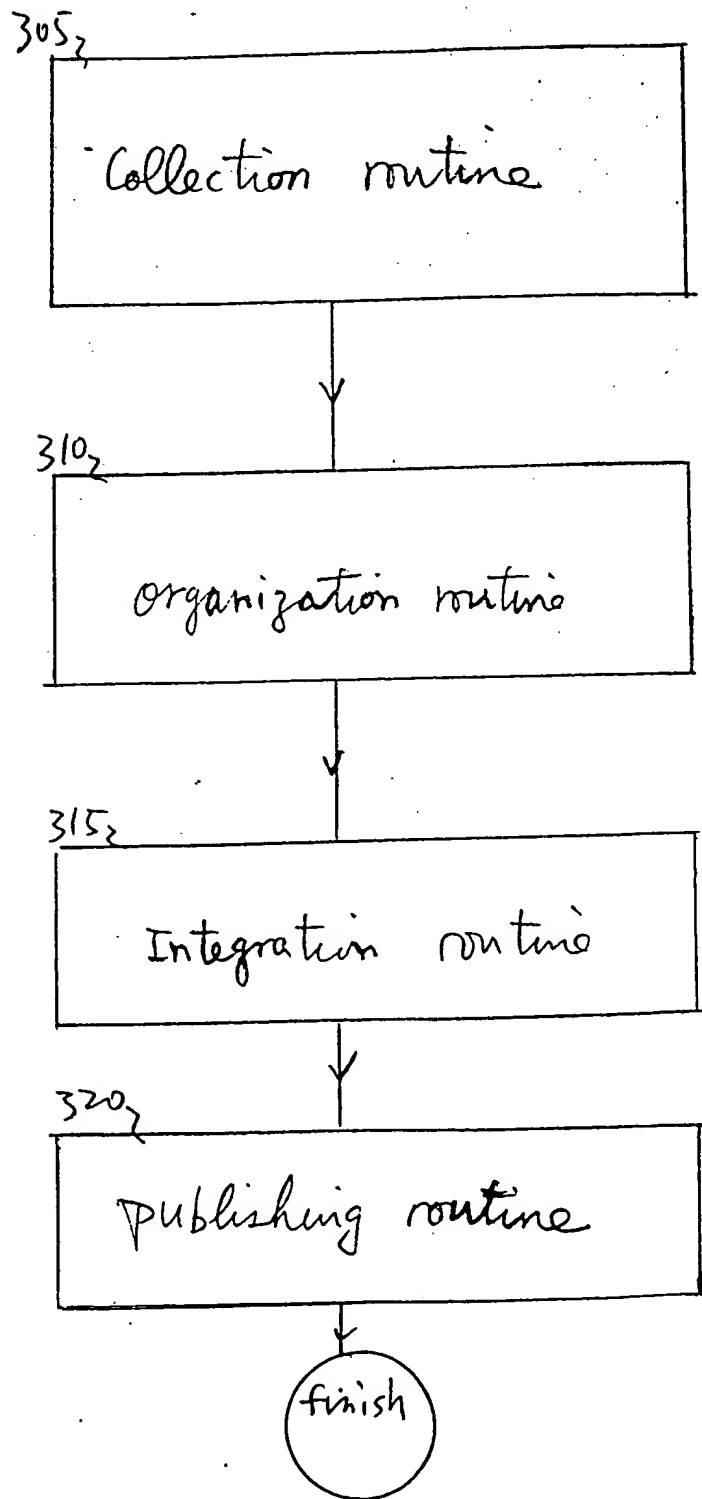 305
Collection routine
310
organization routine
315
Integration routine
320
publishing routine
finish